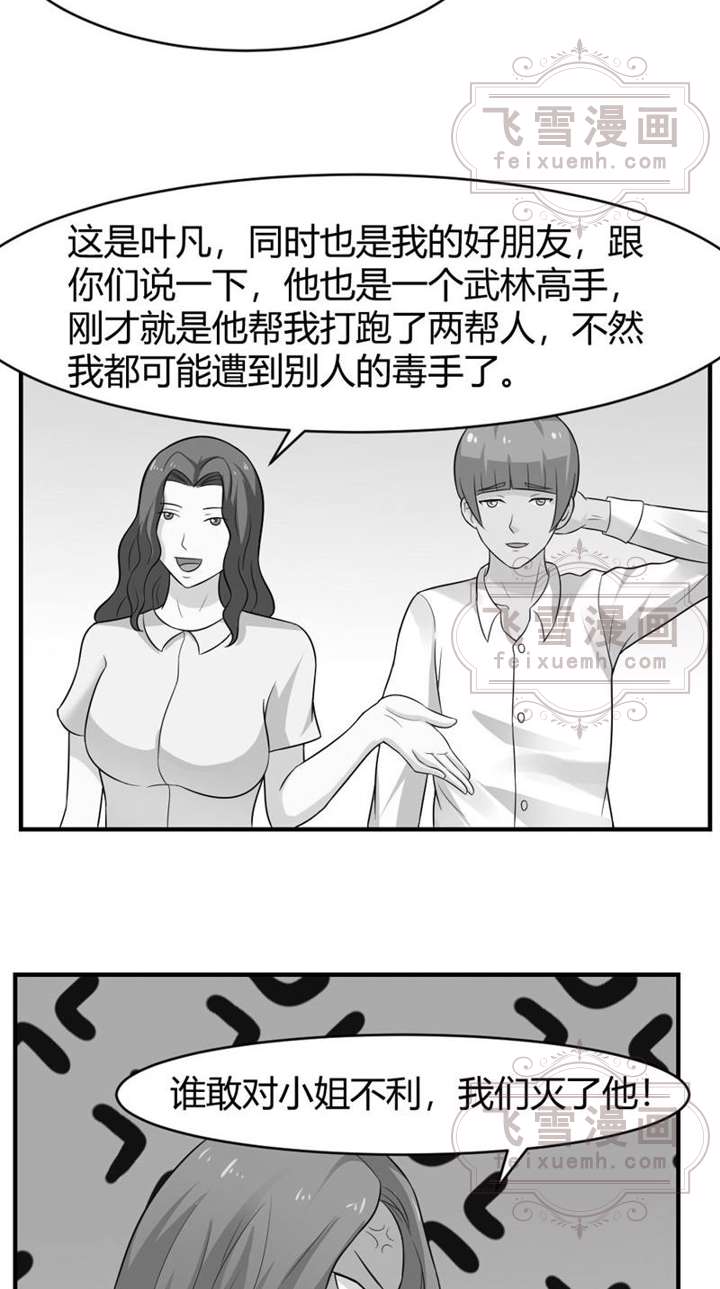 飞雪漫画
feixuemh.com
这是叶凡，同时也是我的好朋友，跟
你们说一下，他也是一个武林高手，
刚才就是他帮我打跑了两帮人，不然
我都可能遭到别人的毒手了。
飞雪漫画
feixuemh.com
谁敢对小姐不利，我们灭了他！
飞雪漫画
feixuemh.com